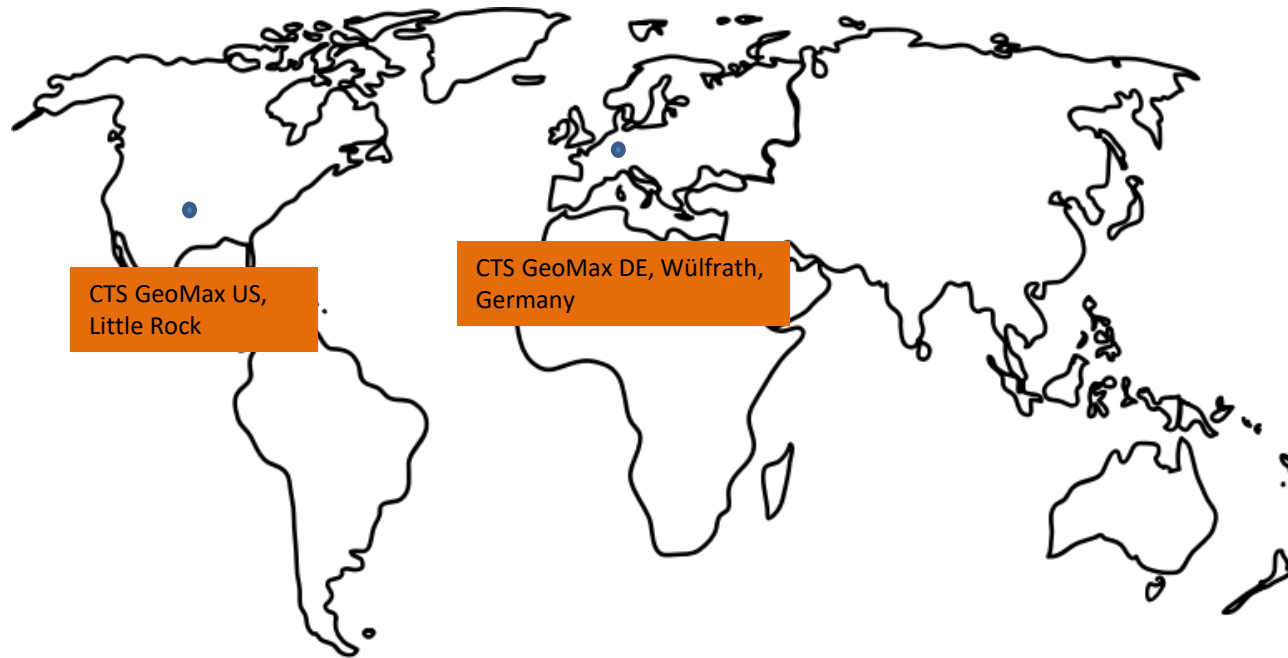 CTS GeoMax US,
Little Rock
CTS GeoMax DE, Wülfrath,
Germany